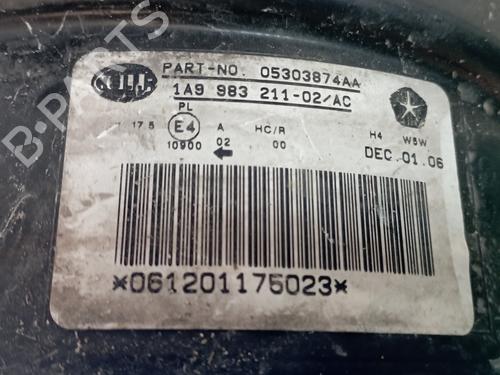 B-PARTS
HELLA
PART-NO. 05303874AA
1A9 983 211-02/AC
PL
17.5 E4 A HC/R H4 W5W
10900 02 00 DEC.01.06
*061201175023*